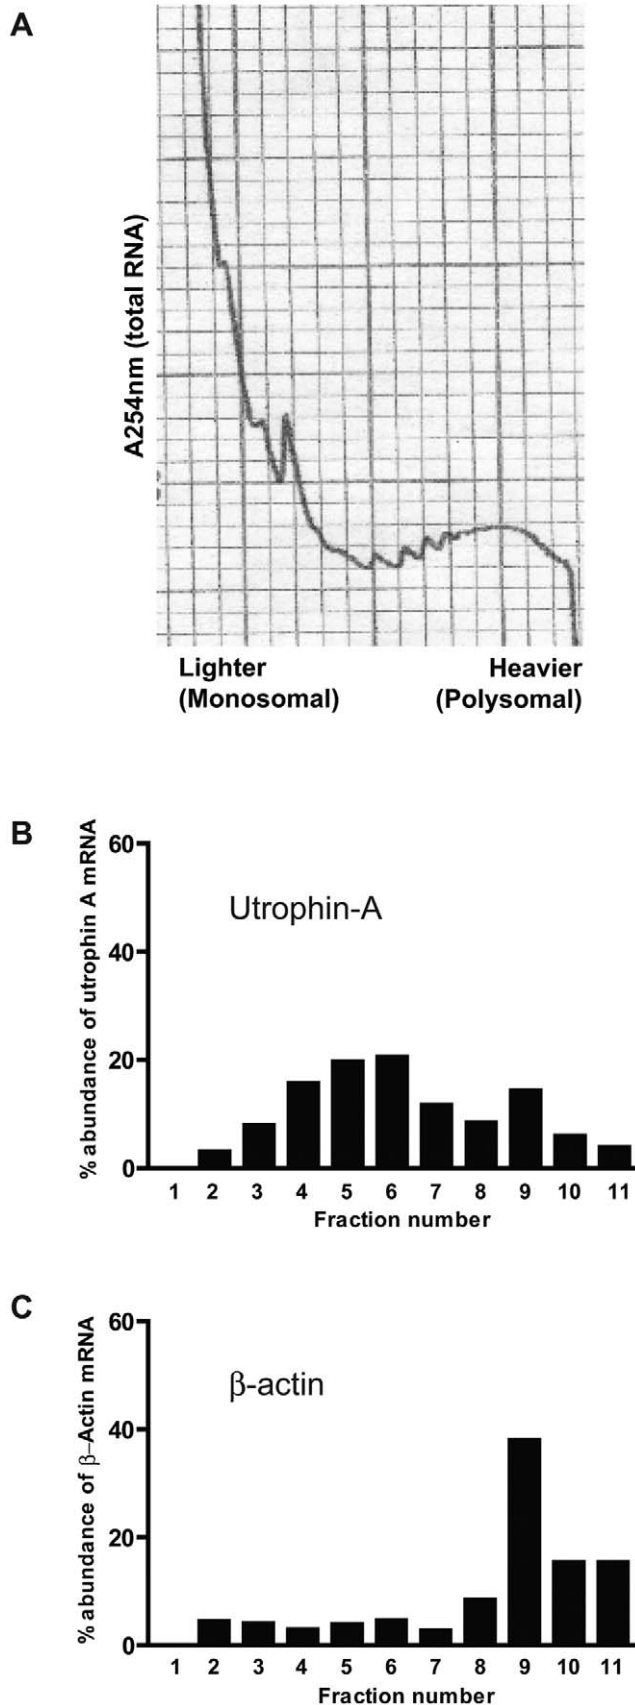 A
A254nm (total RNA)
Lighter
(Monosomal)
Heavier
(Polysomal)
B
% abundance of utrophin A mRNA
60
40
20
0
Utrophin-A
1 2 3 4 5 6 7 8 9 10 11
Fraction number
C
% abundance of β–Actin mRNA
60
40
20
0
β-actin
1 2 3 4 5 6 7 8 9 10 11
Fraction number